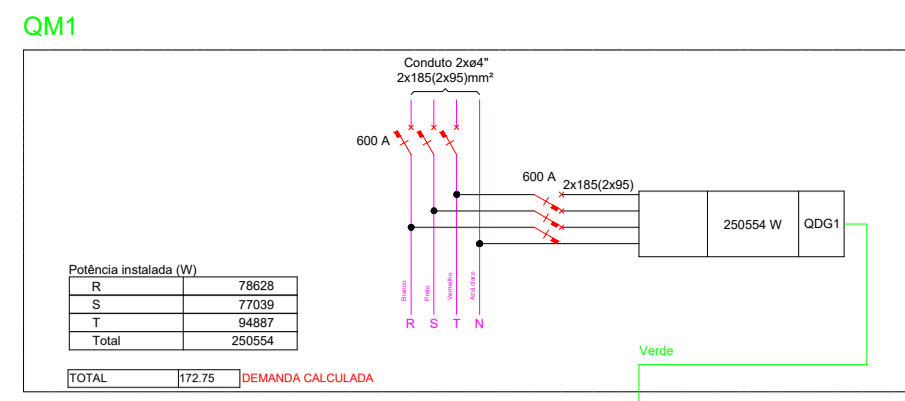 QM1
Conduto 2xø4"
2x185(2x95)mm²
600 A
600 A
2x185(2x95)
250554 W
QDG1
Branco
Preto
Vermelho
Azul claro
R S T N
Potência instalada (W)
R 78628
S 77039
T 94887
Total 250554
Verde
TOTAL 172.75 DEMANDA CALCULADA